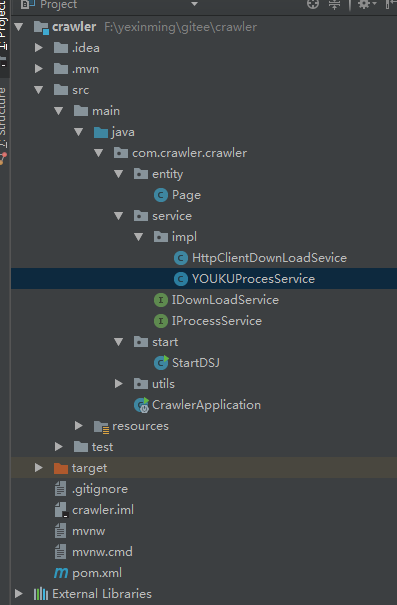 Project
crawler F:\yexinming\gitee\crawler
.idea
.mvn
src
main
java
com.crawler.crawler
entity
Page
service
impl
HttpClientDownLoadSevice
YOUKUProcesService
IDownLoadService
IProcessService
start
StartDSJ
utils
CrawlerApplication
resources
test
target
.gitignore
crawler.iml
mvnw
mvnw.cmd
pom.xml
External Libraries
1: Project
7: Structure